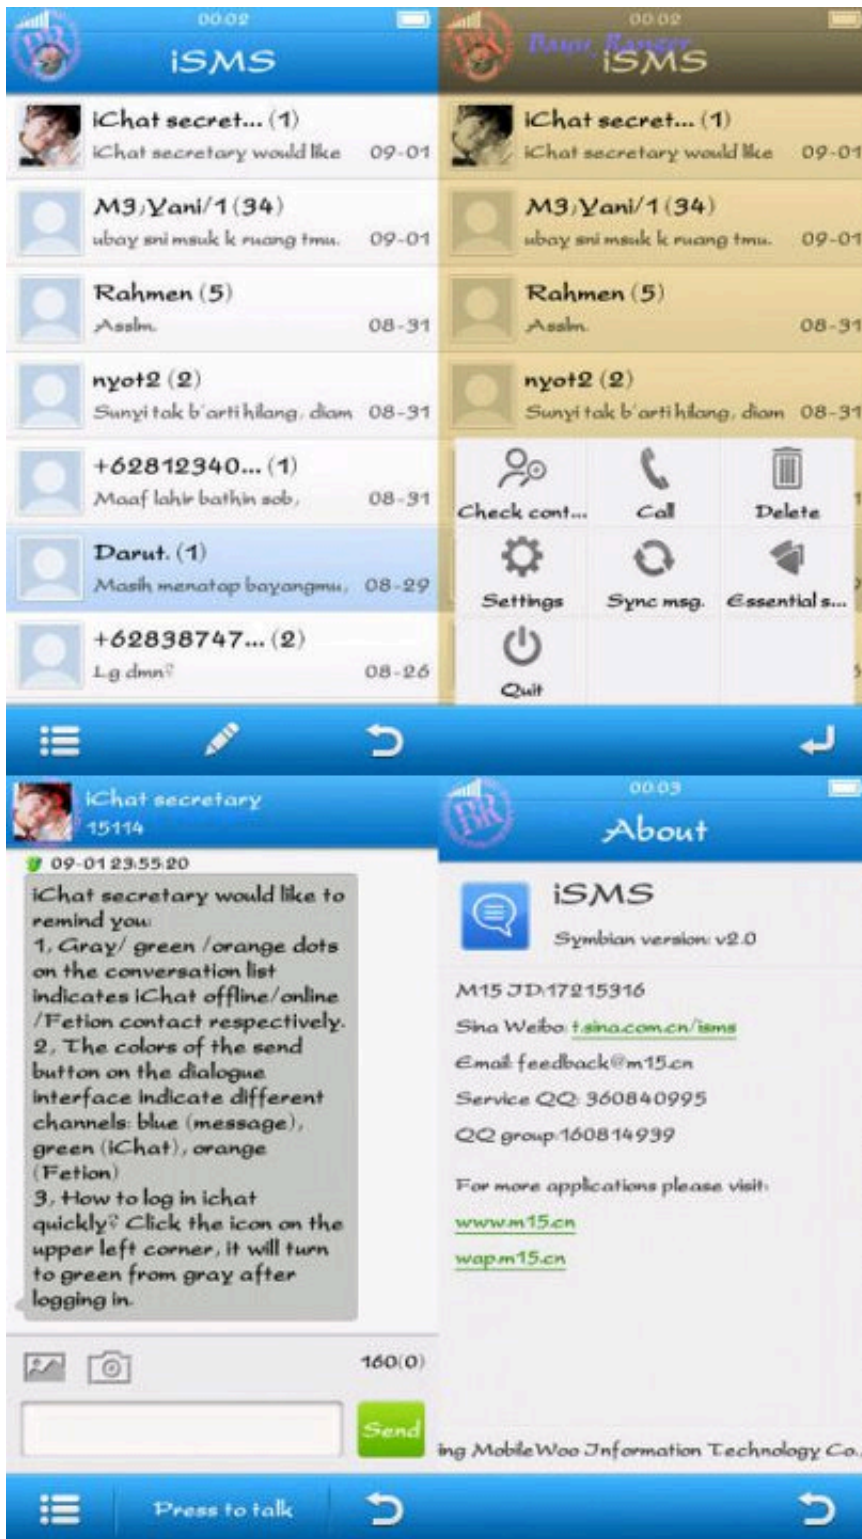 00:02
iSMS
iChat secret... (1)
iChat secretary would like 09-01
M3,Yani/1 (34)
ubay sni msuk k ruang tmu. 09-01
Rahmen (5)
Asslm. 08-31
nyot2 (2)
Sunyi tak b'arti hilang, diam 08-31
+62812340... (1)
Maaf lahir bathin sob, 08-31
Darut. (1)
Masih menatap bayangmu, 08-29
+62838747... (2)
Lg dmn? 08-26
00:02
BR
iSMS
iChat secret... (1)
iChat secretary would like 09-01
M3,Yani/1 (34)
ubay sni msuk k ruang tmu. 09-01
Rahmen (5)
Asslm. 08-31
nyot2 (2)
Sunyi tak b'arti hilang, diam 08-31
Check cont... Call Delete
Settings Sync msg. Essential s...
Quit
iChat secretary
15114
09-01 23:55:20
iChat secretary would like to
remind you:
1, Gray/ green /orange dots
on the conversation list
indicates iChat offline/online
/Fetion contact respectively.
2, The colors of the send
button on the dialogue
interface indicate different
channels: blue (message),
green (iChat), orange
(Fetion)
3, How to log in ichat
quickly? Click the icon on the
upper left corner, it will turn
to green from gray after
logging in.
160(0)
Send
Press to talk
00:03
BR
About
iSMS
Symbian version: v2.0
M15 ID:17215316
Sina Weibo: t.sina.com.cn/isms
Email: feedback@m15.cn
Service QQ: 360840995
QQ group:160814939
For more applications please visit:
www.m15.cn
wap.m15.cn
ing MobileWoo Information Technology Co.,